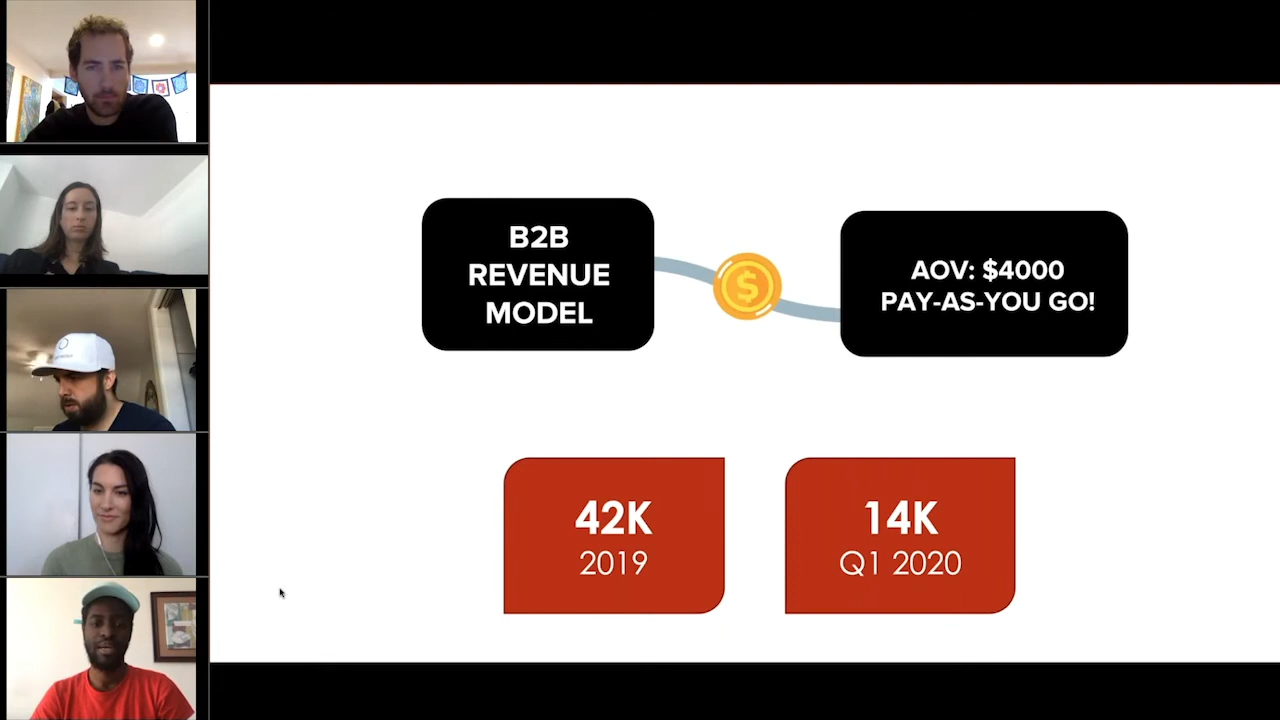 B2B
REVENUE
MODEL
$
AOV: $4000
PAY-AS-YOU GO!
42K
2019
14K
Q1 2020